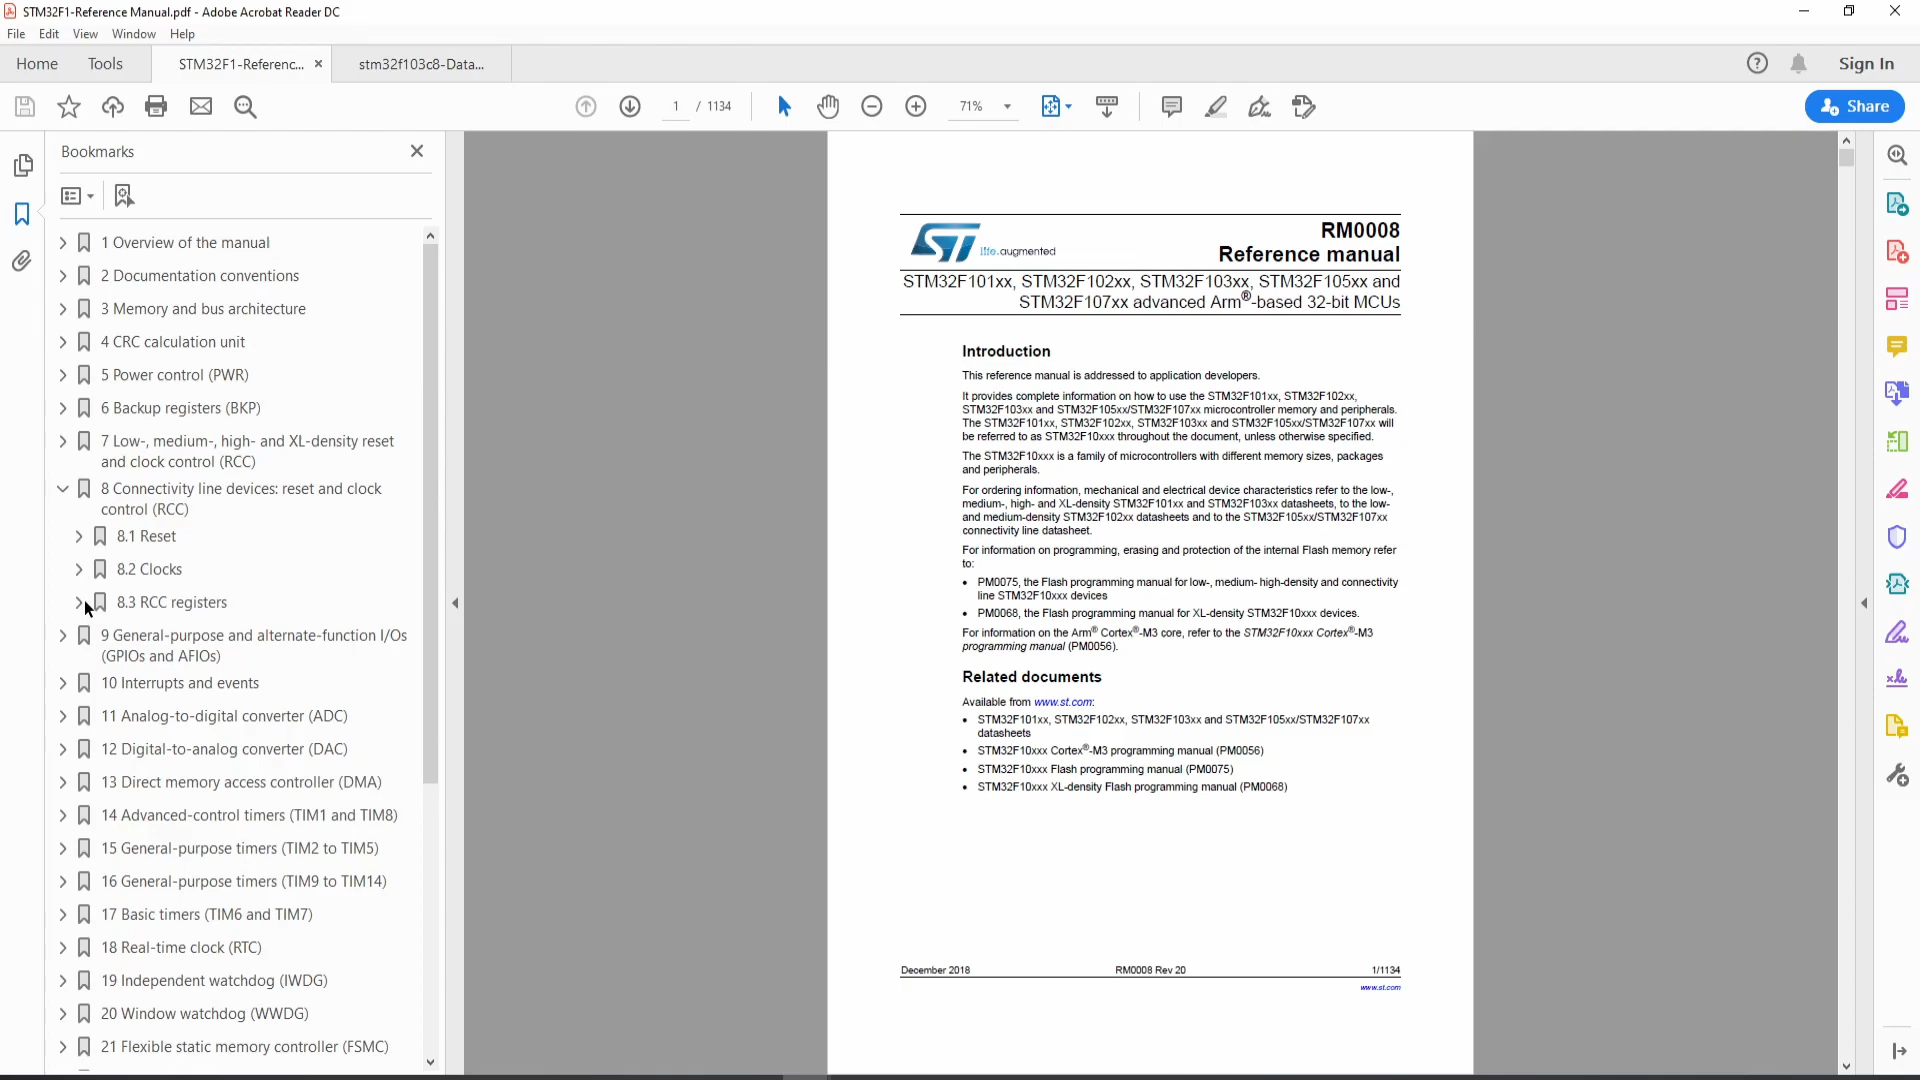 STM32F1-Reference Manual.pdf - Adobe Acrobat Reader DC
File Edit View Window Help
Home Tools STM32F1-Referenc... × stm32f103c8-Data... Sign In
1 / 1134 71% Share
Bookmarks
1 Overview of the manual
2 Documentation conventions
3 Memory and bus architecture
4 CRC calculation unit
5 Power control (PWR)
6 Backup registers (BKP)
7 Low-, medium-, high- and XL-density reset
and clock control (RCC)
8 Connectivity line devices: reset and clock
control (RCC)
8.1 Reset
8.2 Clocks
8.3 RCC registers
9 General-purpose and alternate-function I/Os
(GPIOs and AFIOs)
10 Interrupts and events
11 Analog-to-digital converter (ADC)
12 Digital-to-analog converter (DAC)
13 Direct memory access controller (DMA)
14 Advanced-control timers (TIM1 and TIM8)
15 General-purpose timers (TIM2 to TIM5)
16 General-purpose timers (TIM9 to TIM14)
17 Basic timers (TIM6 and TIM7)
18 Real-time clock (RTC)
19 Independent watchdog (IWDG)
20 Window watchdog (WWDG)
21 Flexible static memory controller (FSMC)
ST life.augmented
RM0008
Reference manual
STM32F101xx, STM32F102xx, STM32F103xx, STM32F105xx and
STM32F107xx advanced Arm®-based 32-bit MCUs
Introduction
This reference manual is addressed to application developers.
It provides complete information on how to use the STM32F101xx, STM32F102xx,
STM32F103xx and STM32F105xx/STM32F107xx microcontroller memory and peripherals.
The STM32F101xx, STM32F102xx, STM32F103xx and STM32F105xx/STM32F107xx will
be referred to as STM32F10xxx throughout the document, unless otherwise specified.
The STM32F10xxx is a family of microcontrollers with different memory sizes, packages
and peripherals.
For ordering information, mechanical and electrical device characteristics refer to the low-,
medium-, high- and XL-density STM32F101xx and STM32F103xx datasheets, to the low-
and medium-density STM32F102xx datasheets and to the STM32F105xx/STM32F107xx
connectivity line datasheet.
For information on programming, erasing and protection of the internal Flash memory refer
to:
• PM0075, the Flash programming manual for low-, medium- high-density and connectivity
line STM32F10xxx devices
• PM0068, the Flash programming manual for XL-density STM32F10xxx devices.
For information on the Arm® Cortex®-M3 core, refer to the STM32F10xxx Cortex®-M3
programming manual (PM0056).
Related documents
Available from www.st.com:
• STM32F101xx, STM32F102xx, STM32F103xx and STM32F105xx/STM32F107xx
datasheets
• STM32F10xxx Cortex®-M3 programming manual (PM0056)
• STM32F10xxx Flash programming manual (PM0075)
• STM32F10xxx XL-density Flash programming manual (PM0068)
December 2018 RM0008 Rev 20 1/1134
www.st.com